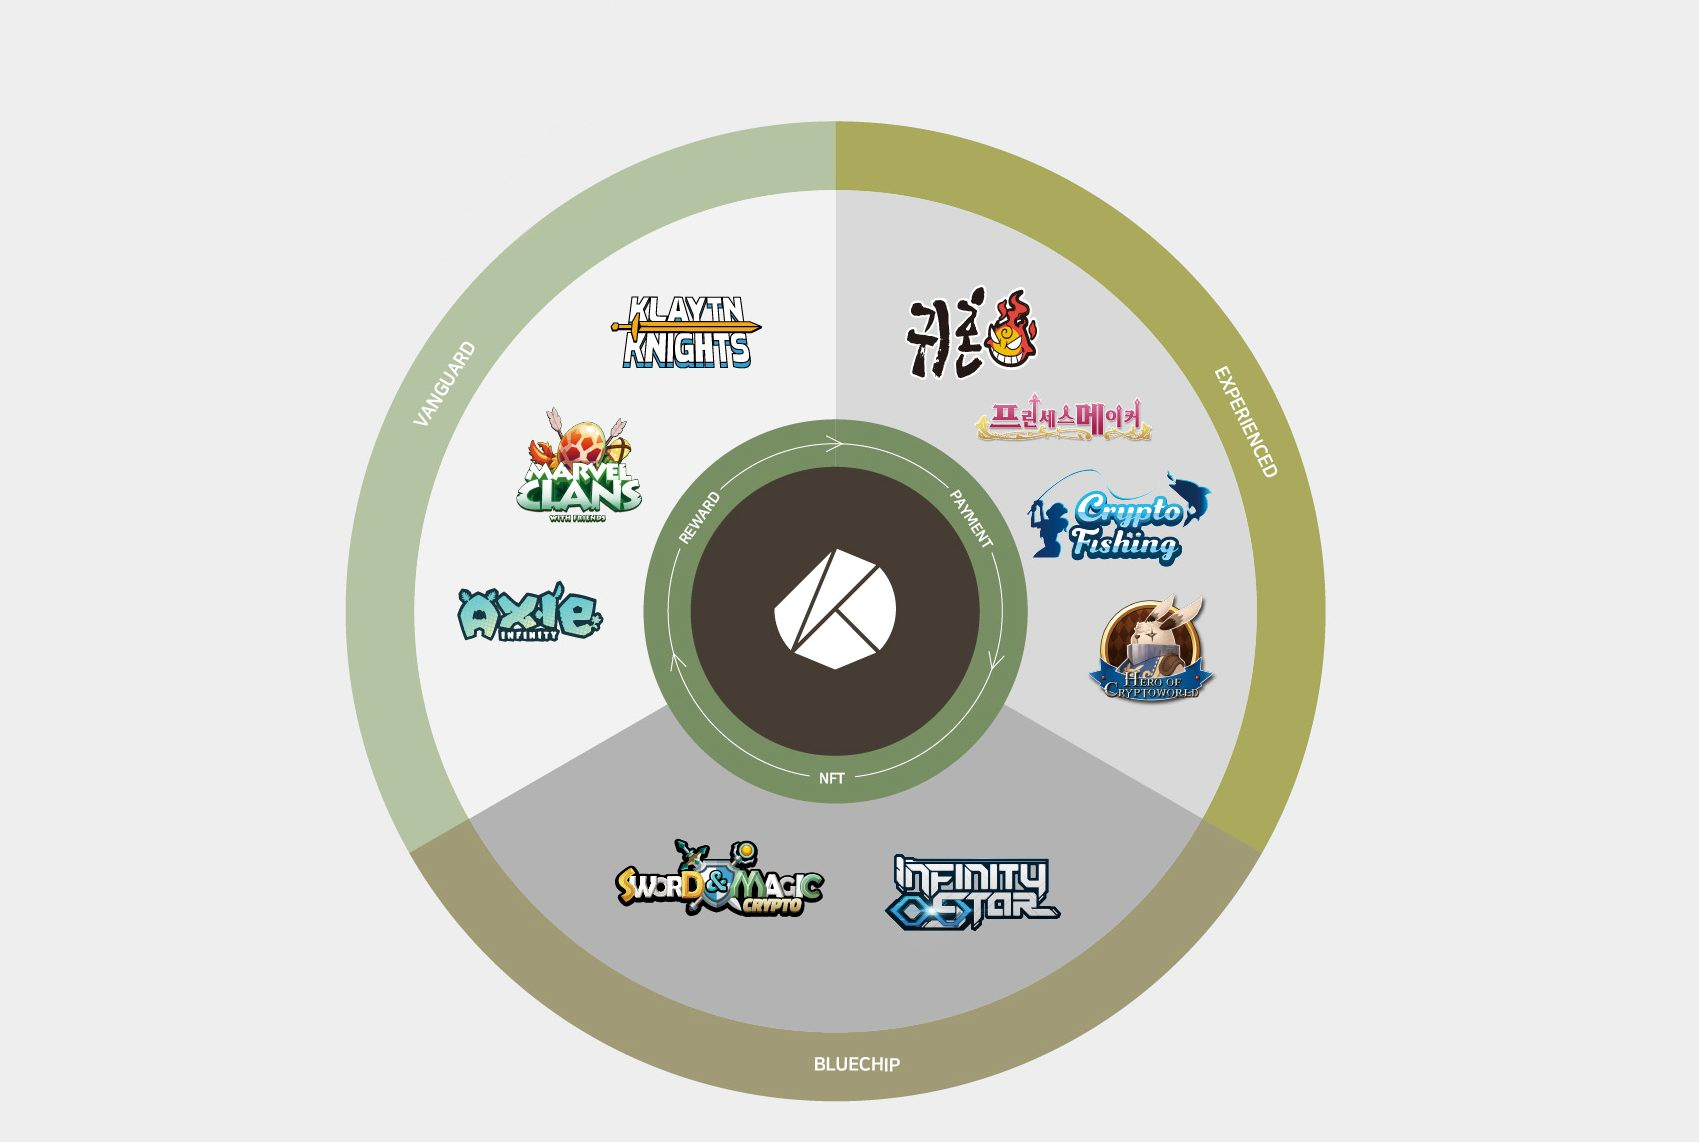 VANGUARD
KLAYTN
KNIGHTS
MARVEL
CLANS
WITH FRIENDS
AXIE
INFINITY
EXPERIENCED
귀혼
프린세스메이커
Crypto
Fishing
HERO OF
CRYPTOWORLD
REWARD
PAYMENT
NFT
SWORD & MAGIC
CRYPTO
INFINITY
STAR
BLUECHIP